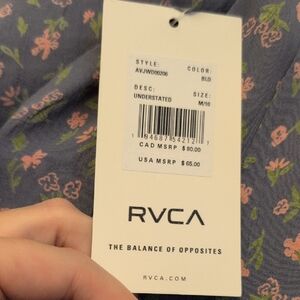 STYLE: COLOR:
AVJWD00206 BLU
DESC: SIZE:
UNDERSTATED M/10
CAD MSRP $ 80.00
USA MSRP $ 65.00
RVCA
THE BALANCE OF OPPOSITES
RVCA.COM